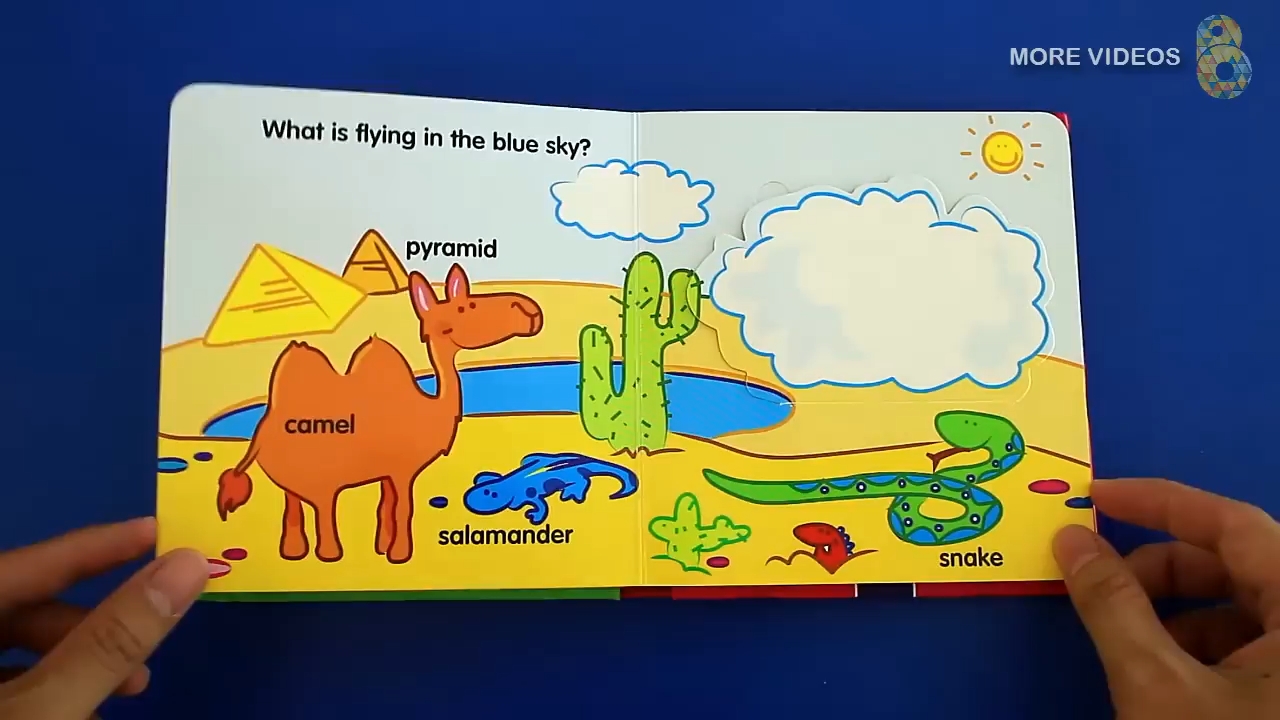 MORE VIDEOS
What is flying in the blue sky?
pyramid
camel
salamander
snake